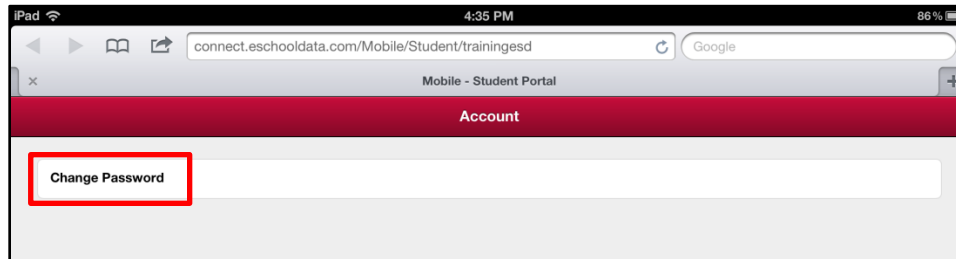 iPad 4:35 PM 86%
connect.eschooldata.com/Mobile/Student/trainingesd Google
Mobile - Student Portal
Account
Change Password